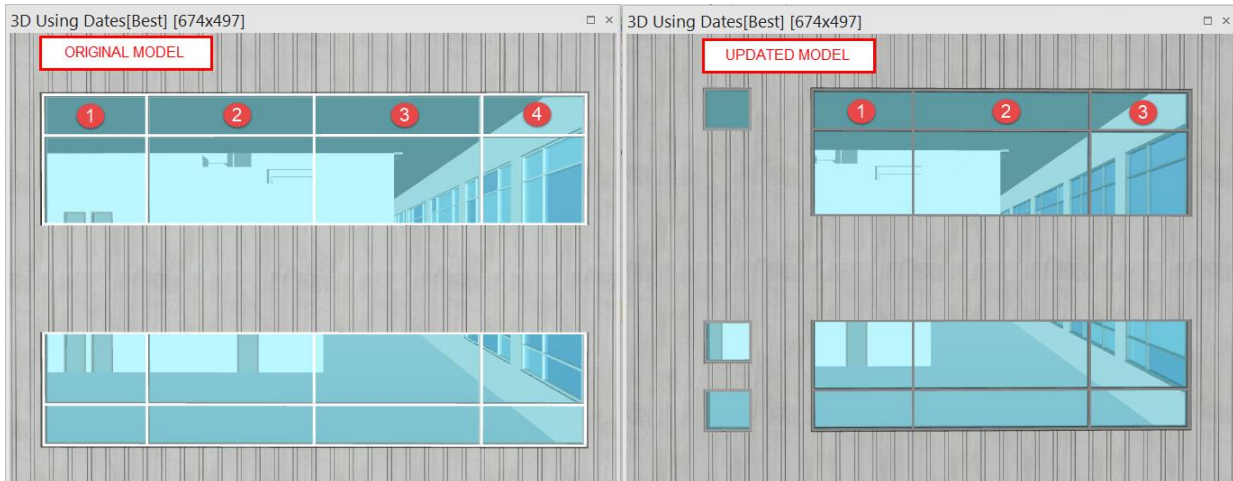 3D Using Dates[Best] [674x497]
ORIGINAL MODEL
1 2 3 4
3D Using Dates[Best] [674x497]
UPDATED MODEL
1 2 3